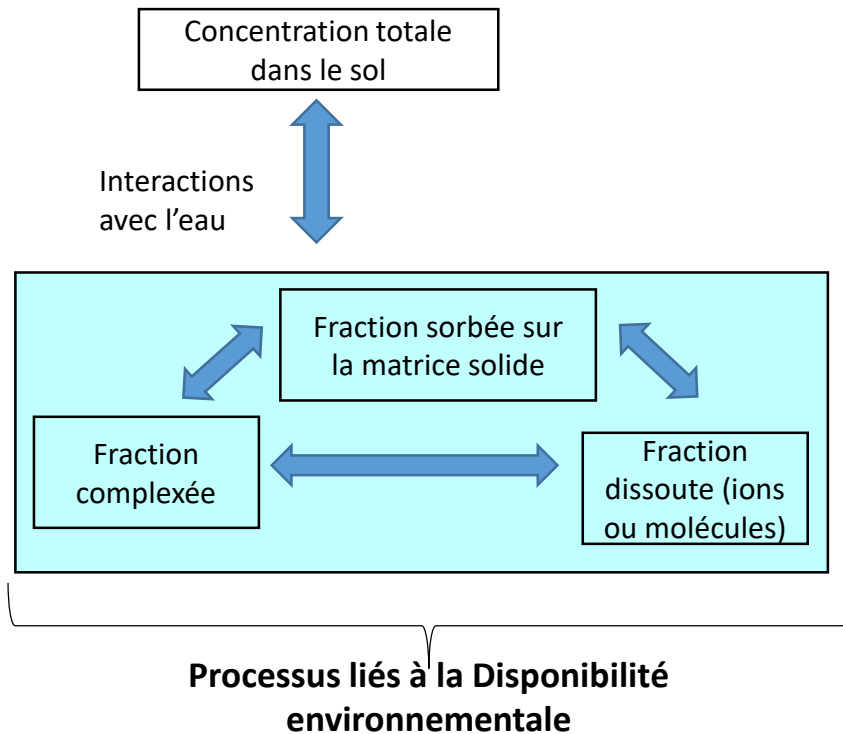 Concentration totale
dans le sol
Interactions
avec l’eau
Fraction sorbée sur
la matrice solide
Fraction
complexée
Fraction
dissoute (ions
ou molécules)
Processus liés à la Disponibilité
environnementale